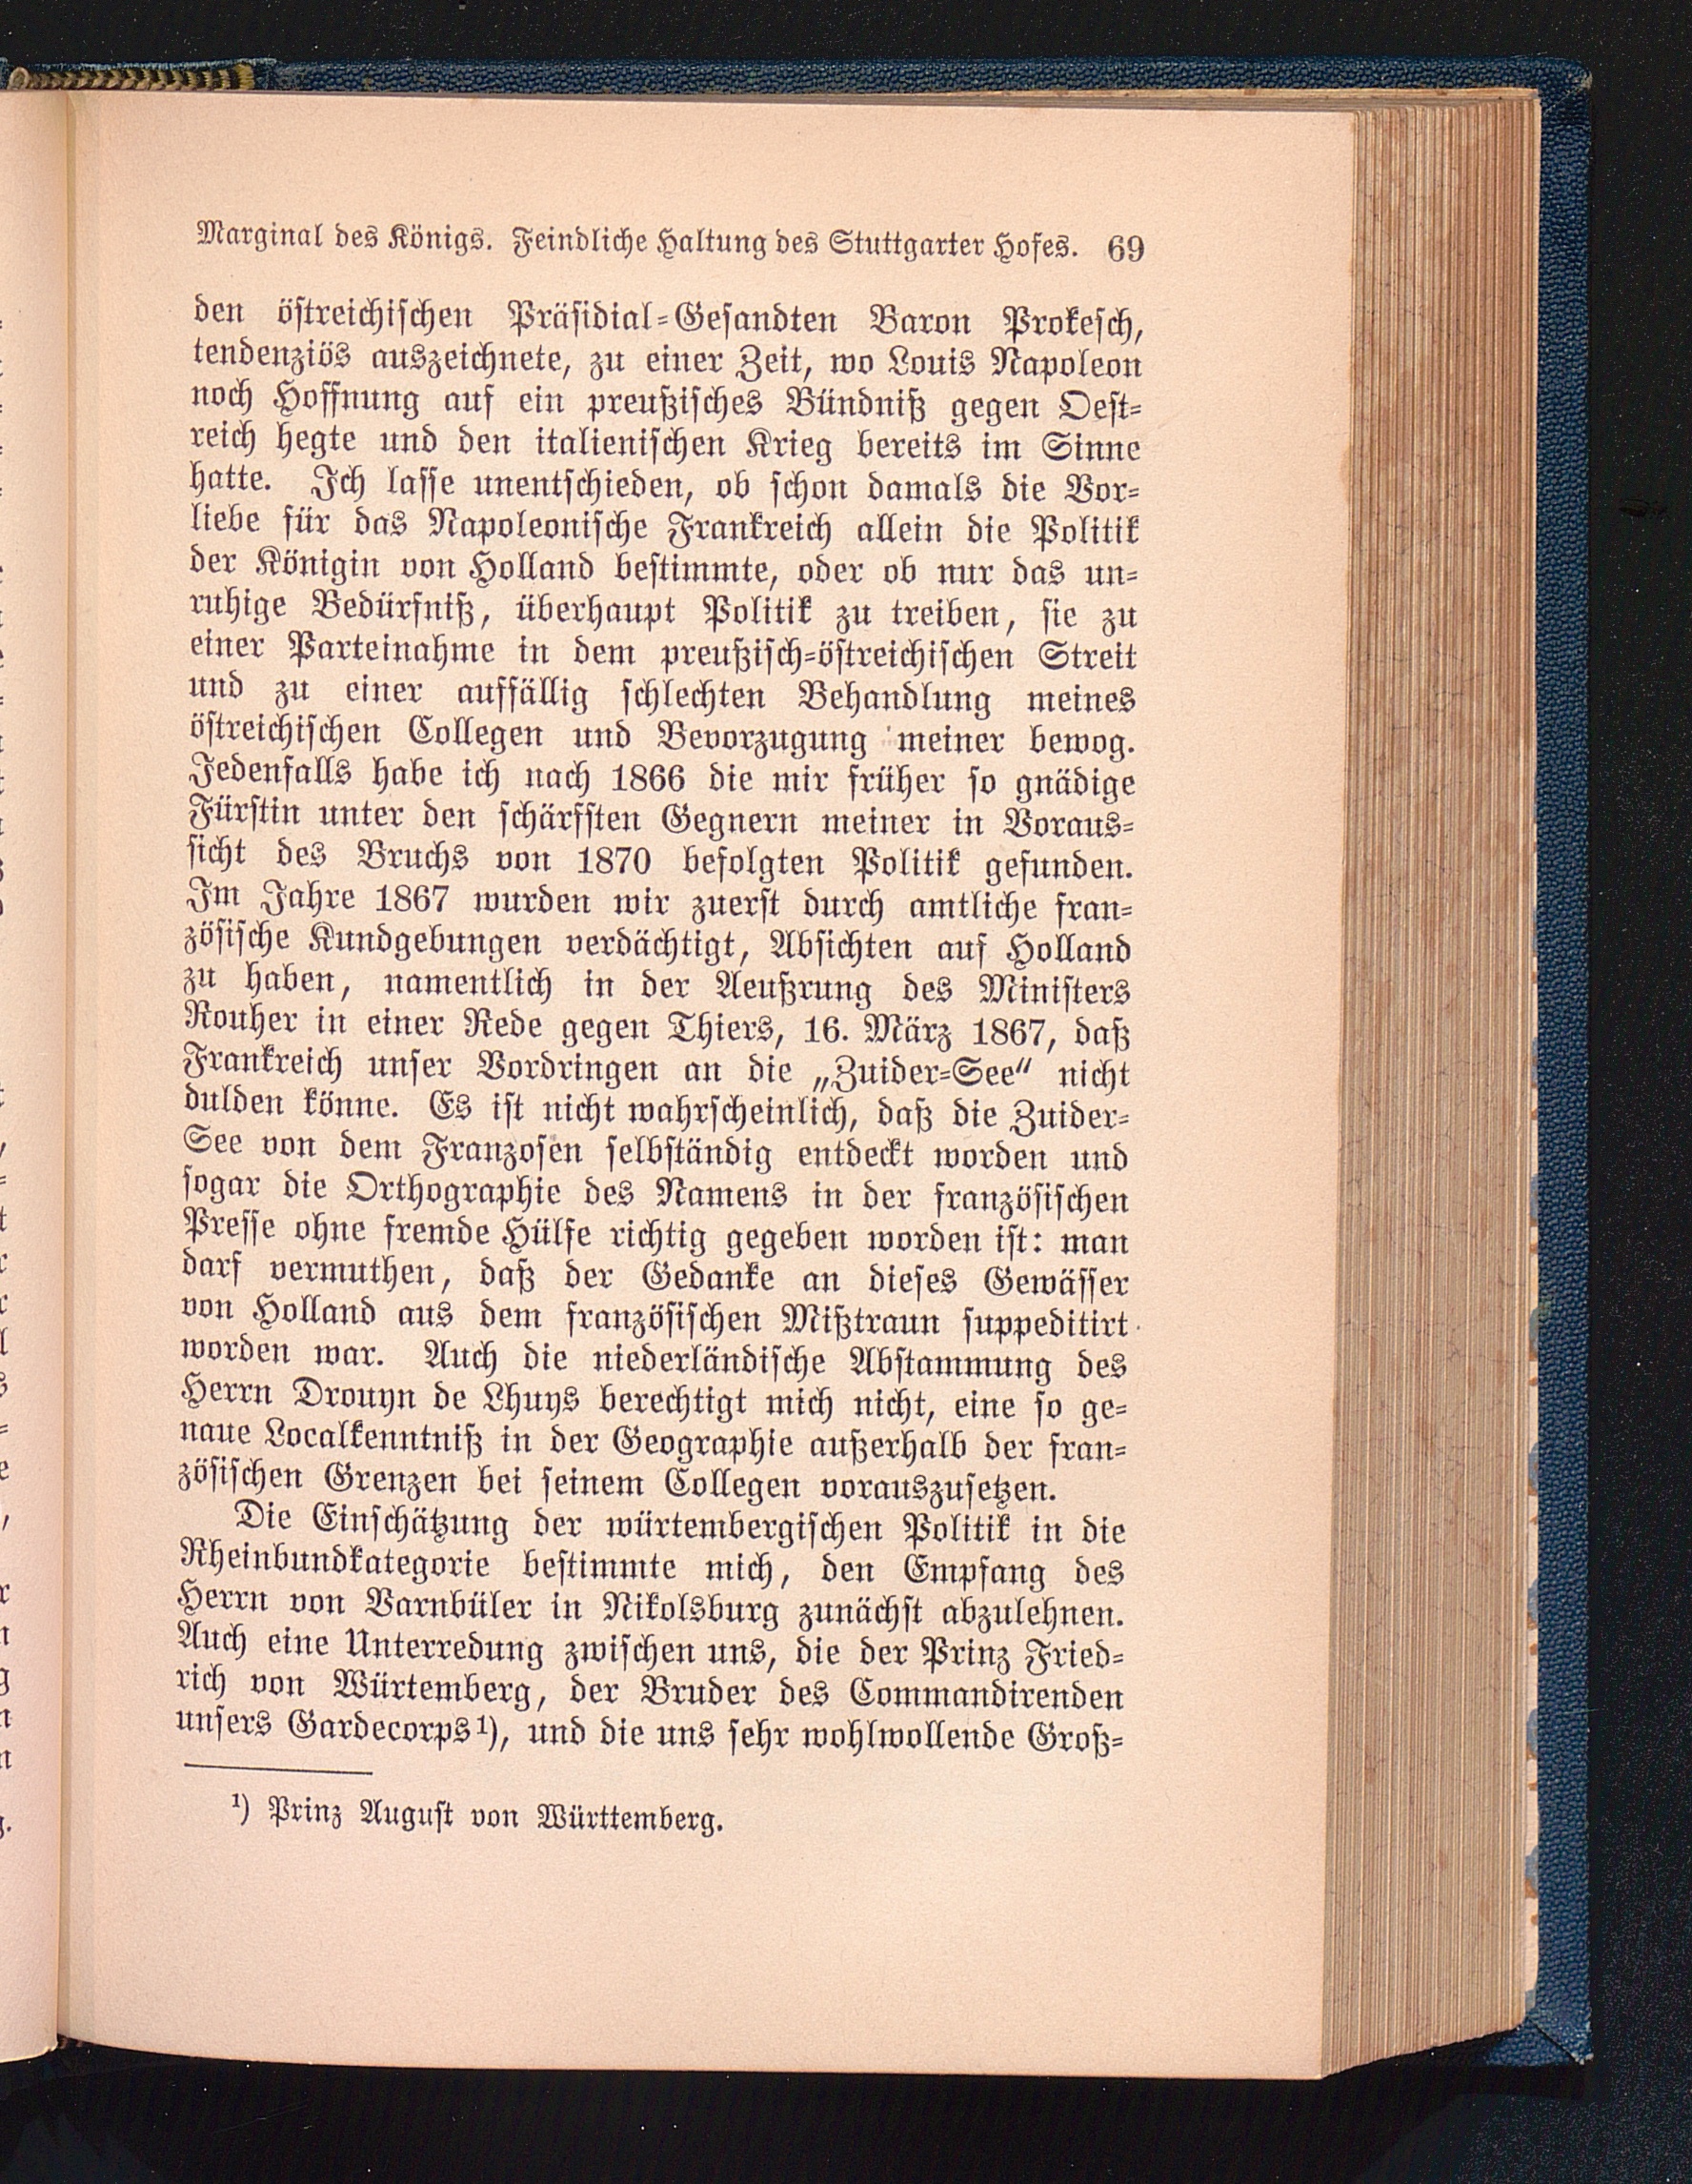 Marginal des Königs. Feindliche Haltung des Stuttgarter Hofes. 69
den östreichischen Präsidial-Gesandten Baron Prokesch,
tendenziös auszeichnete, zu einer Zeit, wo Louis Napoleon
noch Hoffnung auf ein preußisches Bündniß gegen Oest-
reich hegte und den italienischen Krieg bereits im Sinne
hatte. Ich lasse unentschieden, ob schon damals die Vor-
liebe für das Napoleonische Frankreich allein die Politik
der Königin von Holland bestimmte, oder ob nur das un-
ruhige Bedürfniß, überhaupt Politik zu treiben, sie zu
einer Parteinahme in dem preußisch-östreichischen Streit
und zu einer auffällig schlechten Behandlung meines
östreichischen Collegen und Bevorzugung meiner bewog.
Jedenfalls habe ich nach 1866 die mir früher so gnädige
Fürstin unter den schärfsten Gegnern meiner in Voraus-
sicht des Bruchs von 1870 befolgten Politik gefunden.
Im Jahre 1867 wurden wir zuerst durch amtliche fran-
zösische Kundgebungen verdächtigt, Absichten auf Holland
zu haben, namentlich in der Aeußrung des Ministers
Rouher in einer Rede gegen Thiers, 16. März 1867, daß
Frankreich unser Vordringen an die „Zuider-See“ nicht
dulden könne. Es ist nicht wahrscheinlich, daß die Zuider-
See von dem Franzosen selbständig entdeckt worden und
sogar die Orthographie des Namens in der französischen
Presse ohne fremde Hülfe richtig gegeben worden ist: man
darf vermuthen, daß der Gedanke an dieses Gewässer
von Holland aus dem französischen Mißtraun suppeditirt
worden war. Auch die niederländische Abstammung des
Herrn Drouyn de Lhuys berechtigt mich nicht, eine so ge-
naue Localkenntniß in der Geographie außerhalb der fran-
zösischen Grenzen bei seinem Collegen vorauszusetzen.
Die Einschätzung der würtembergischen Politik in die
Rheinbundkategorie bestimmte mich, den Empfang des
Herrn von Varnbüler in Nikolsburg zunächst abzulehnen.
Auch eine Unterredung zwischen uns, die der Prinz Fried-
rich von Würtemberg, der Bruder des Commandirenden
unsers Gardecorps¹), und die uns sehr wohlwollende Groß-
¹) Prinz August von Württemberg.